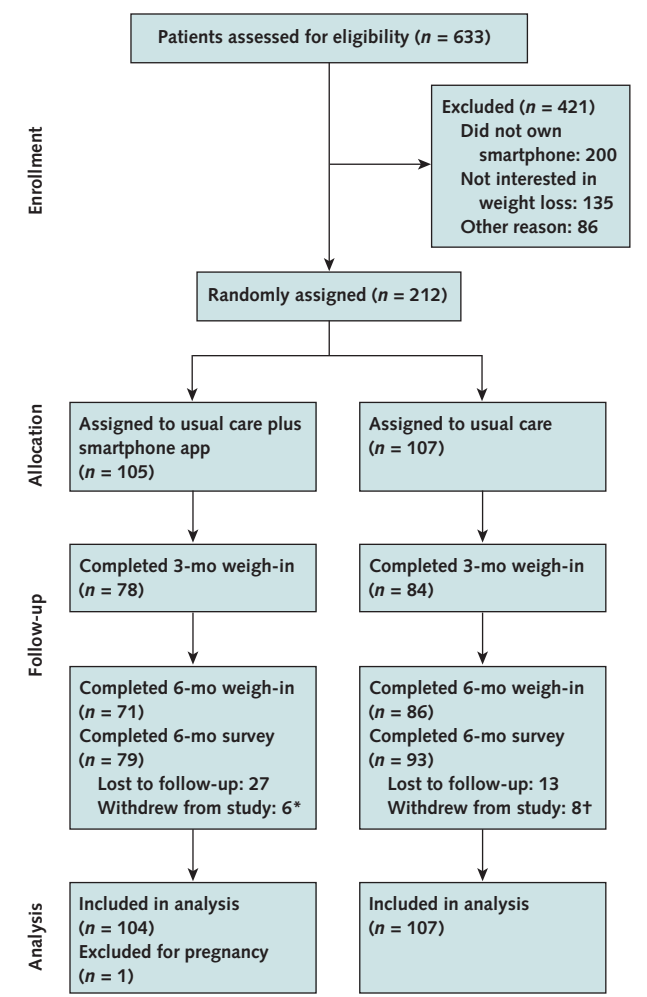 Patients assessed for eligibility (n = 633)
Excluded (n = 421)
Did not own
smartphone: 200
Not interested in
weight loss: 135
Other reason: 86
Enrollment
Randomly assigned (n = 212)
Allocation
Assigned to usual care plus
smartphone app
(n = 105)
Assigned to usual care
(n = 107)
Follow-up
Completed 3-mo weigh-in
(n = 78)
Completed 3-mo weigh-in
(n = 84)
Completed 6-mo weigh-in
(n = 71)
Completed 6-mo survey
(n = 79)
Lost to follow-up: 27
Withdrew from study: 6*
Completed 6-mo weigh-in
(n = 86)
Completed 6-mo survey
(n = 93)
Lost to follow-up: 13
Withdrew from study: 8†
Analysis
Included in analysis
(n = 104)
Excluded for pregnancy
(n = 1)
Included in analysis
(n = 107)